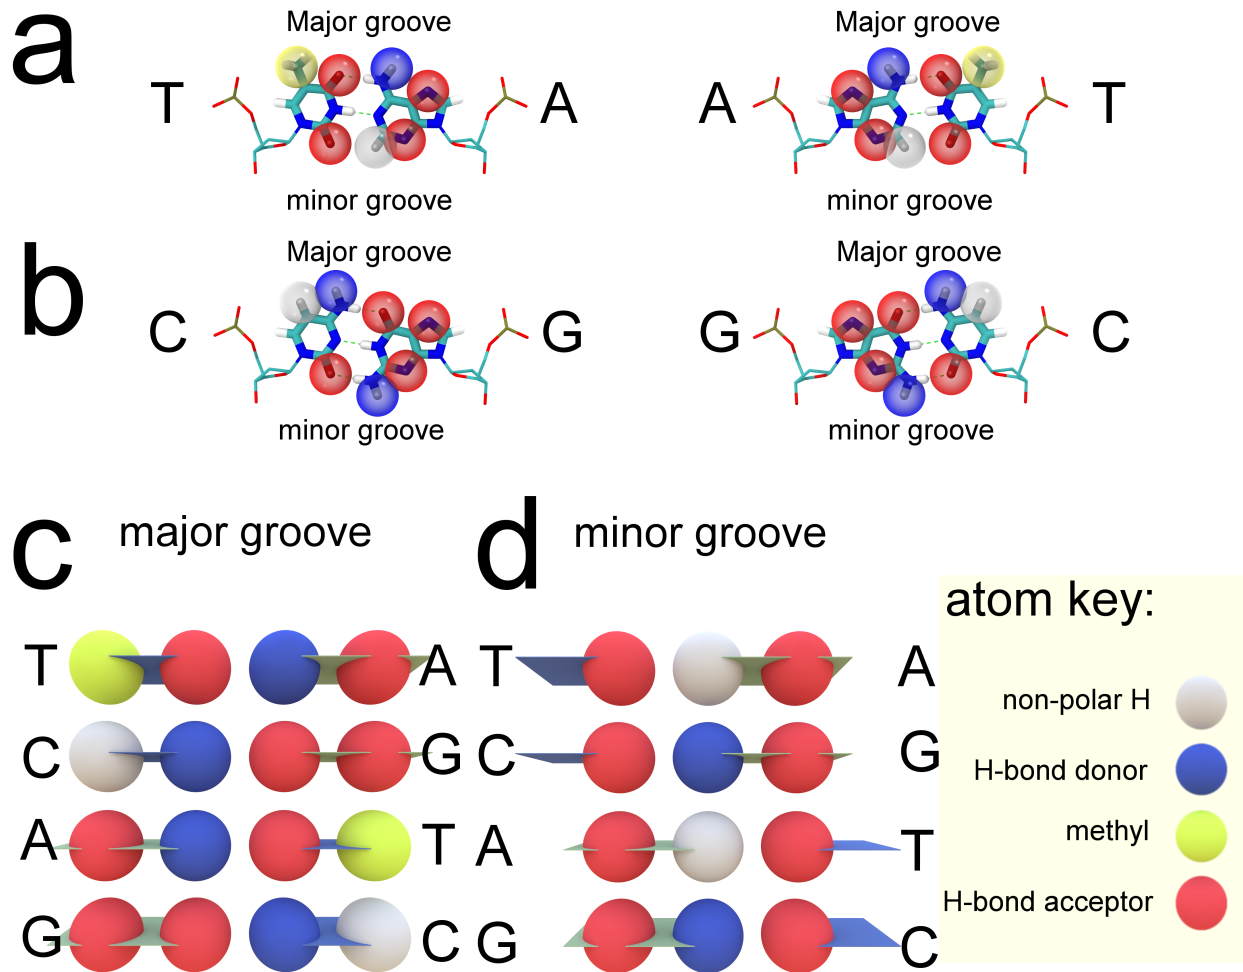 a
Major groove
T A
minor groove
Major groove
A T
minor groove
b
Major groove
C G
minor groove
Major groove
G C
minor groove
c major groove
T A
C G
A T
G C
d minor groove
T A
C G
A T
G C
atom key:
non-polar H
H-bond donor
methyl
H-bond acceptor